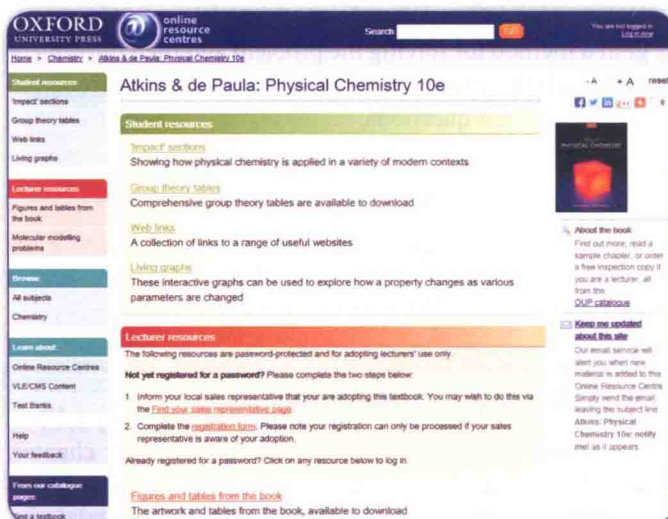 OXFORD
UNIVERSITY PRESS
@
online
resource
centres
Search
GO
You are not logged in
Log in now
Home > Chemistry > Atkins & de Paula: Physical Chemistry 10e
Student resources
'Impact' sections
Group theory tables
Web links
Living graphs
Lecturer resources
Figures and tables from
the book
Molecular modelling
problems
Browse:
All subjects
Chemistry
Learn about:
Online Resource Centres
VLE/CMS Content
Test Banks
Help
Your feedback
From our catalogue
pages:
Find a textbook
Atkins & de Paula: Physical Chemistry 10e
Student resources
'Impact' sections
Showing how physical chemistry is applied in a variety of modern contexts
Group theory tables
Comprehensive group theory tables are available to download
Web links
A collection of links to a range of useful websites
Living graphs
These interactive graphs can be used to explore how a property changes as various
parameters are changed
Lecturer resources
The following resources are password-protected and for adopting lecturers' use only.
Not yet registered for a password? Please complete the two steps below:
1. Inform your local sales representative that your are adopting this textbook. You may wish to do this via
the Find your sales representative page.
2. Complete the registration form. Please note your registration can only be processed if your sales
representative is aware of your adoption.
Already registered for a password? Click on any resource below to log in.
Figures and tables from the book
The artwork and tables from the book, available to download
- A + A reset
PHYSICAL CHEMISTRY
About the book
Find out more, read a
sample chapter, or order
a free inspection copy if
you are a lecturer, all
from the
OUP catalogue
Keep me updated
about this site
Our email service will
alert you when new
material is added to this
Online Resource Centre
Simply send the email,
leaving the subject line
Atkins: Physical
Chemistry 10e: notify
me! as it appears